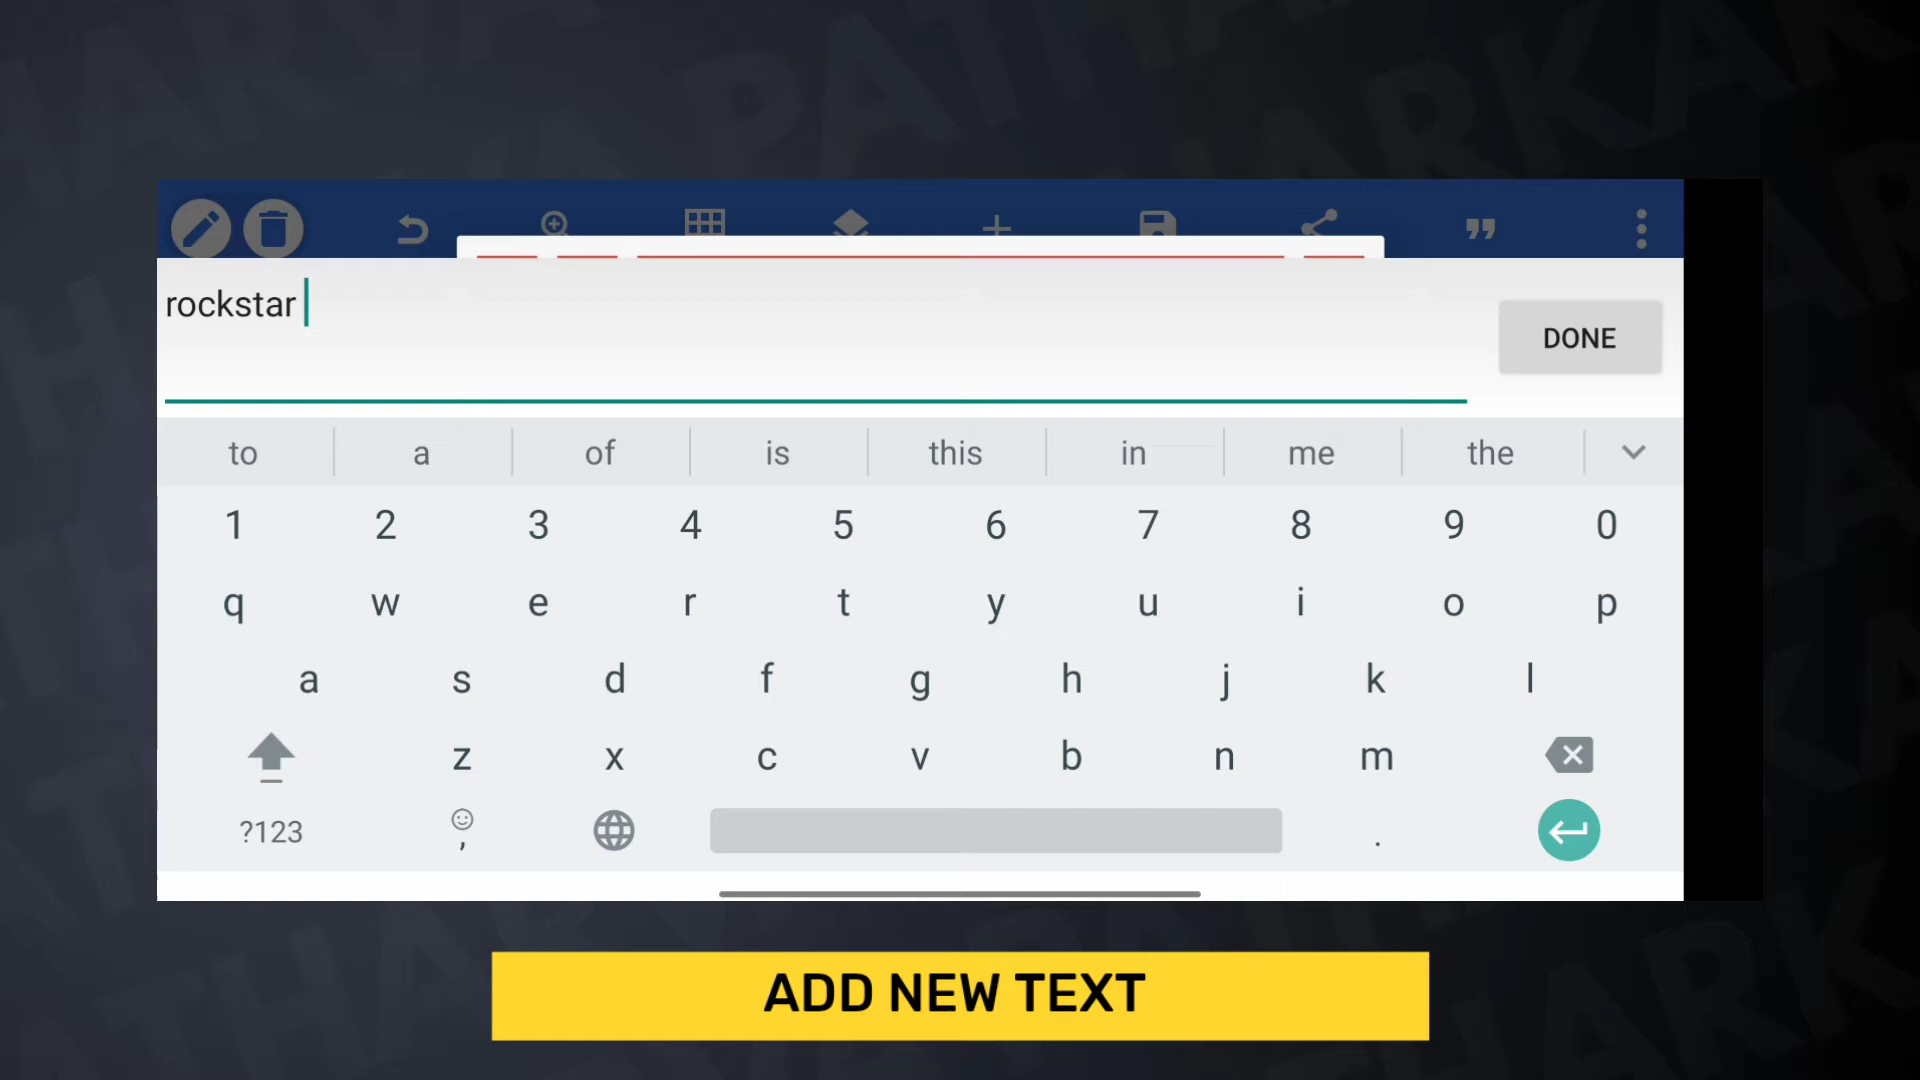 rockstar
DONE
to a of is this in me the
1 2 3 4 5 6 7 8 9 0
q w e r t y u i o p
a s d f g h j k l
z x c v b n m
?123 , .
ADD NEW TEXT